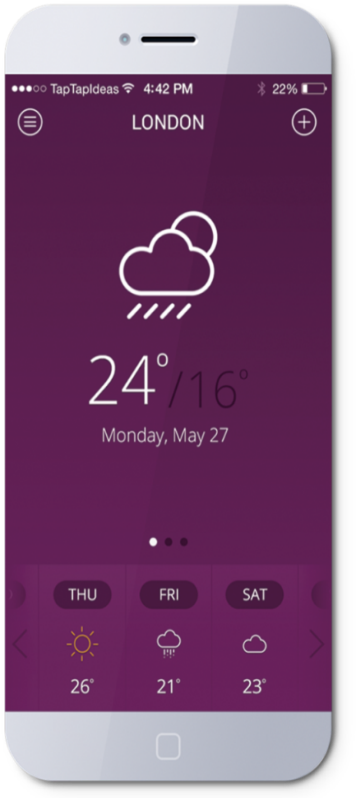 TapTapIdeas 4:42 PM 22%
LONDON
24°/16°
Monday, May 27
THU FRI SAT
26° 21° 23°